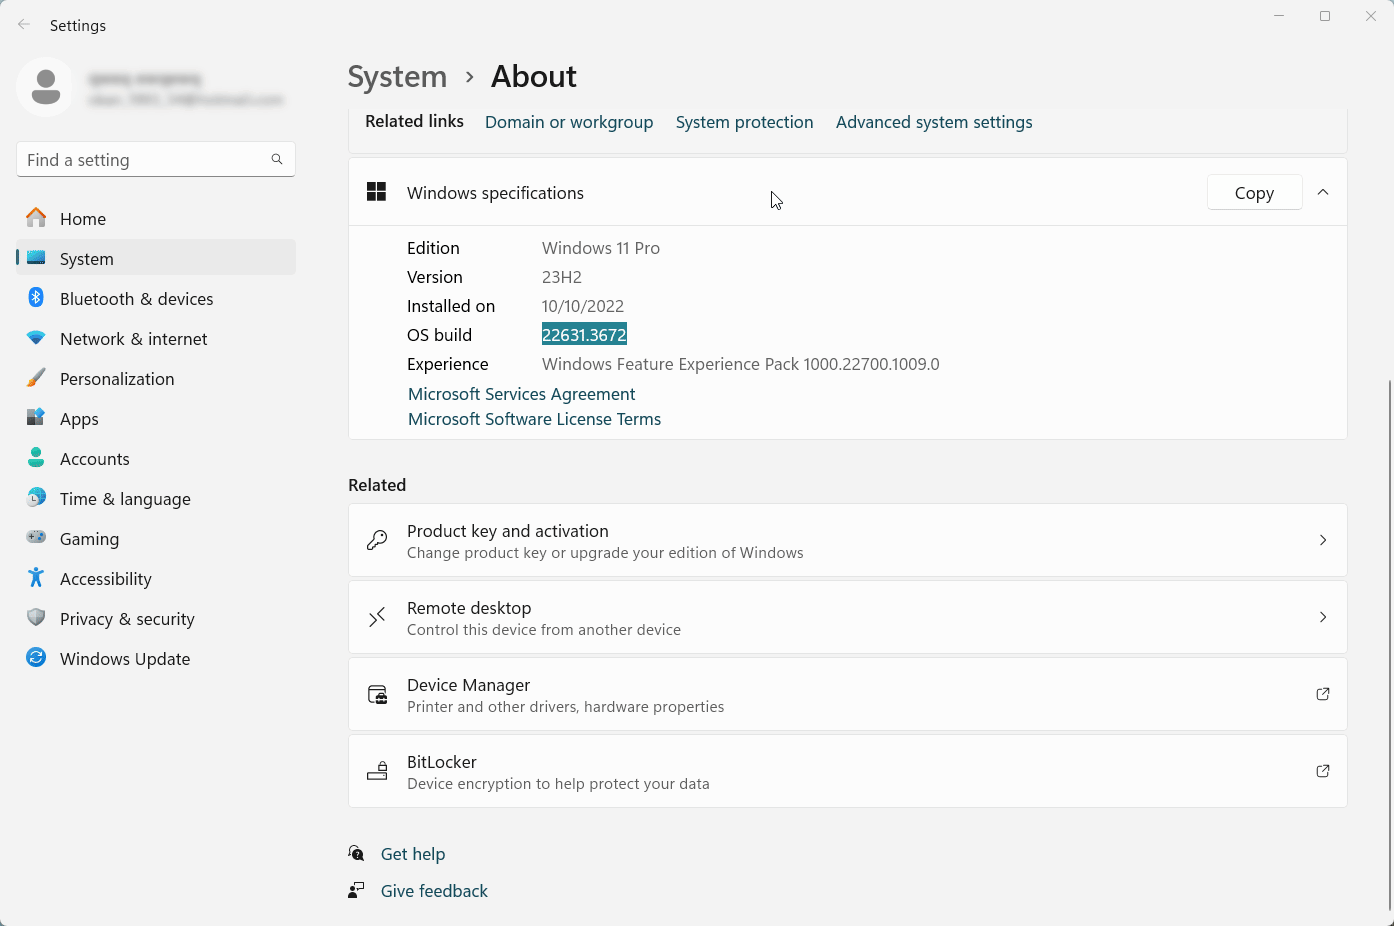 Settings
Find a setting
Home
System
Bluetooth & devices
Network & internet
Personalization
Apps
Accounts
Time & language
Gaming
Accessibility
Privacy & security
Windows Update
System › About
Related links Domain or workgroup System protection Advanced system settings
Windows specifications Copy
Edition Windows 11 Pro
Version 23H2
Installed on 10/10/2022
OS build 22631.3672
Experience Windows Feature Experience Pack 1000.22700.1009.0
Microsoft Services Agreement
Microsoft Software License Terms
Related
Product key and activation
Change product key or upgrade your edition of Windows
Remote desktop
Control this device from another device
Device Manager
Printer and other drivers, hardware properties
BitLocker
Device encryption to help protect your data
Get help
Give feedback